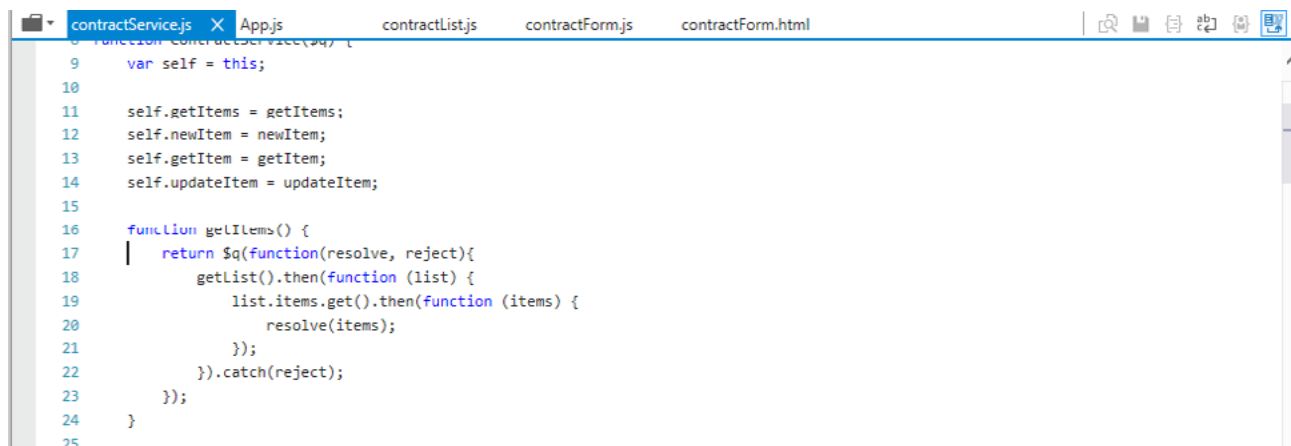 contractService.js X App.js contractList.js contractForm.js contractForm.html
8 function ContractService($q) {
9 var self = this;
10
11 self.getItems = getItems;
12 self.newItem = newItem;
13 self.getItem = getItem;
14 self.updateItem = updateItem;
15
16 function getItems() {
17 return $q(function(resolve, reject){
18 getList().then(function (list) {
19 list.items.get().then(function (items) {
20 resolve(items);
21 });
22 }).catch(reject);
23 });
24 }
25